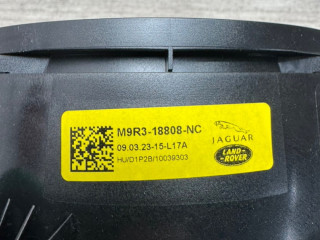 M9R3-18808-NC
09.03.23-15-L17A
HU/D1P2B/10039303
JAGUAR
LAND-
ROVER